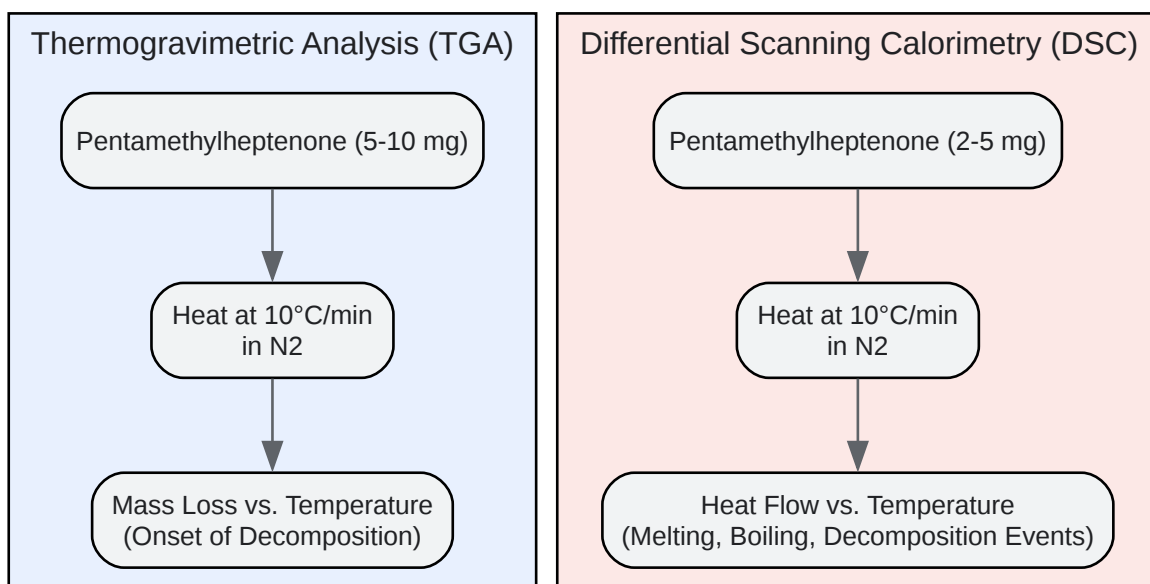 Thermogravimetric Analysis (TGA)
Pentamethylheptenone (5-10 mg)
Heat at 10°C/min
in N2
Mass Loss vs. Temperature
(Onset of Decomposition)
Differential Scanning Calorimetry (DSC)
Pentamethylheptenone (2-5 mg)
Heat at 10°C/min
in N2
Heat Flow vs. Temperature
(Melting, Boiling, Decomposition Events)